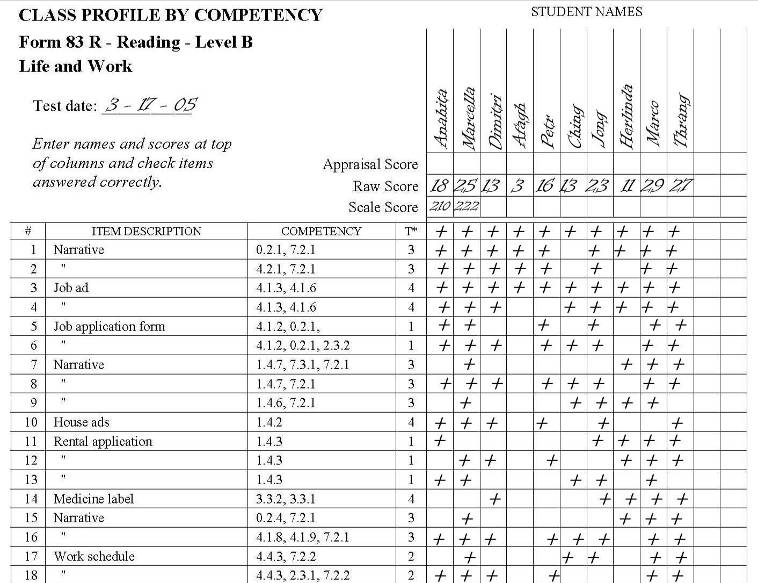 CLASS PROFILE BY COMPETENCY
STUDENT NAMES
Form 83 R - Reading - Level B
Life and Work
Test date: 3 - 17 - 05
Enter names and scores at top
of columns and check items
answered correctly.
Anahita
Marcella
Dimitri
Afagh
Petr
Ching
Jong
Herlinda
Marco
Thrang
Appraisal Score
Raw Score 18 25 13 3 16 13 23 11 29 27
Scale Score 210 222
# ITEM DESCRIPTION COMPETENCY T* + + + + + + + + + +
1 Narrative 0.2.1, 7.2.1 3 + + + + + + + + +
2 " 4.2.1, 7.2.1 3 + + + + + + + +
3 Job ad 4.1.3, 4.1.6 4 + + + + + + + + + +
4 " 4.1.3, 4.1.6 4 + + + + + + + +
5 Job application form 4.1.2, 0.2.1, 1 + + + + + +
6 " 4.1.2, 0.2.1, 2.3.2 1 + + + + + + + +
7 Narrative 1.4.7, 7.3.1, 7.2.1 3 + + + +
8 " 1.4.7, 7.2.1 3 + + + + + + + +
9 " 1.4.6, 7.2.1 3 + + + + +
10 House ads 1.4.2 4 + + + + + +
11 Rental application 1.4.3 1 + + + + +
12 " 1.4.3 1 + + + + + +
13 " 1.4.3 1 + + + + +
14 Medicine label 3.3.2, 3.3.1 4 + + + + +
15 Narrative 0.2.4, 7.2.1 3 + + + +
16 " 4.1.8, 4.1.9, 7.2.1 3 + + + + + + + +
17 Work schedule 4.4.3, 7.2.2 2 + + + + +
18 " 4.4.3, 2.3.1, 7.2.2 2 + + + + + +